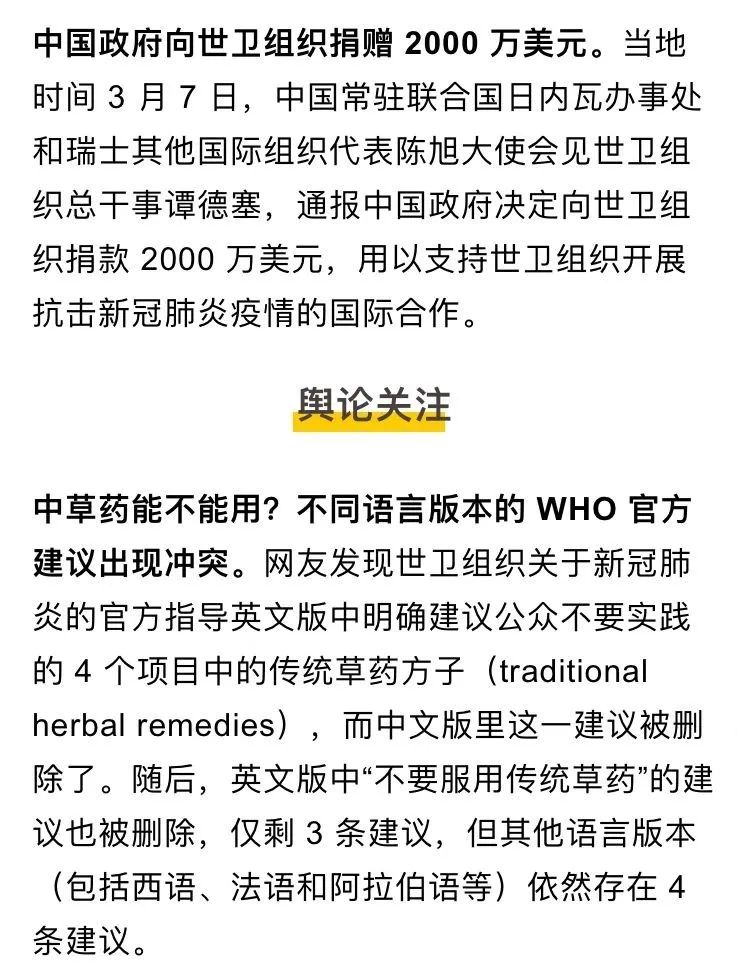 中国政府向世卫组织捐赠 2000 万美元。当地
时间 3 月 7 日，中国常驻联合国日内瓦办事处
和瑞士其他国际组织代表陈旭大使会见世卫组
织总干事谭德塞，通报中国政府决定向世卫组
织捐款 2000 万美元，用以支持世卫组织开展
抗击新冠肺炎疫情的国际合作。
舆论关注
中草药能不能用？不同语言版本的 WHO 官方
建议出现冲突。网友发现世卫组织关于新冠肺
炎的官方指导英文版中明确建议公众不要实践
的 4 个项目中的传统草药方子（traditional
herbal remedies），而中文版里这一建议被删
除了。随后，英文版中“不要服用传统草药”的建
议也被删除，仅剩 3 条建议，但其他语言版本
（包括西语、法语和阿拉伯语等）依然存在 4
条建议。